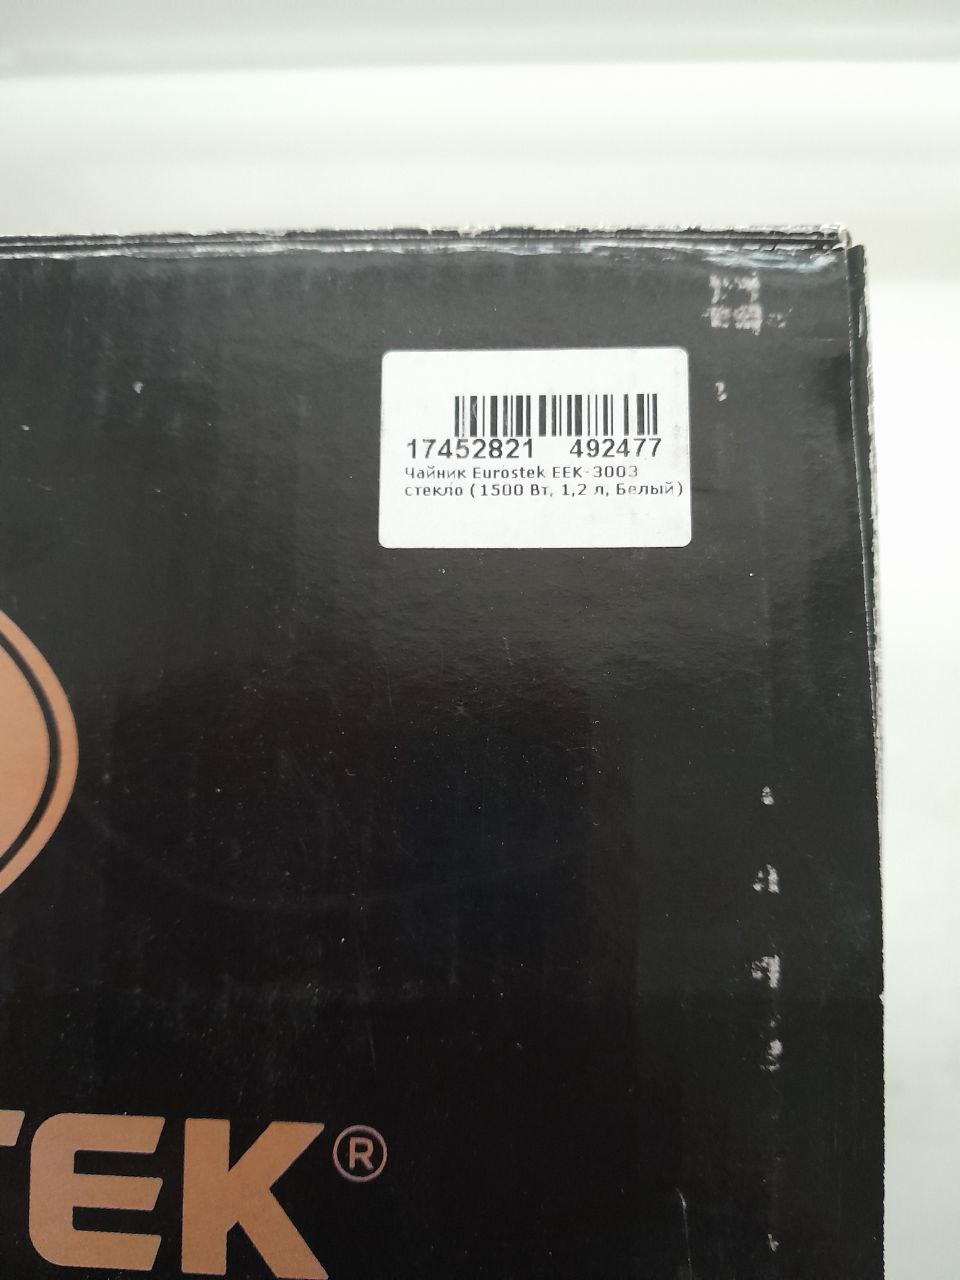 17452821 492477
Чайник Eurostek EEK-3003
стекло (1500 Вт, 1,2 л, Белый)
TEK®